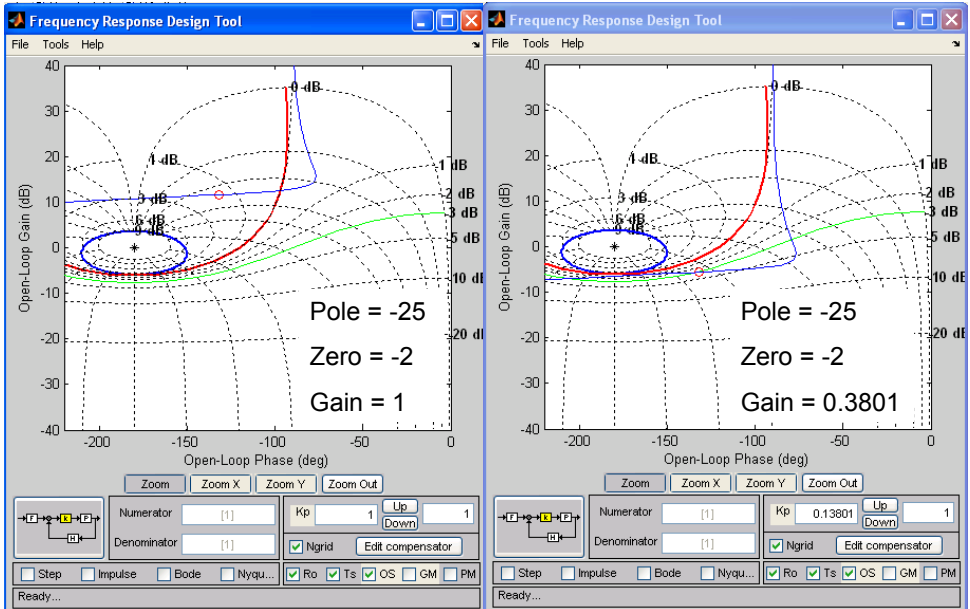 Frequency Response Design Tool
File Tools Help
40
30
20
10
0
-10
-20
-30
-40
Open-Loop Gain (dB)
0 dB
1 dB
3 dB
6 dB
9 dB
-1 dB
-2 dB
-3 dB
-5 dB
-10 dB
-20 dB
Pole = -25
Zero = -2
Gain = 1
-200 -150 -100 -50 0
Open-Loop Phase (deg)
Zoom Zoom X Zoom Y Zoom Out
F k P
H
Numerator [1]
Denominator [1]
Kp 1 Up Down 1
Ngrid Edit compensator
Step Impulse Bode Nyqu... Ro Ts OS GM PM
Ready...
Frequency Response Design Tool
File Tools Help
40
30
20
10
0
-10
-20
-30
-40
Open-Loop Gain (dB)
0 dB
1 dB
3 dB
6 dB
9 dB
-1 dB
-2 dB
-3 dB
-5 dB
-10 dB
-20 dB
Pole = -25
Zero = -2
Gain = 0.3801
-200 -150 -100 -50 0
Open-Loop Phase (deg)
Zoom Zoom X Zoom Y Zoom Out
F k P
H
Numerator [1]
Denominator [1]
Kp 0.13801 Up Down 1
Ngrid Edit compensator
Step Impulse Bode Nyqu... Ro Ts OS GM PM
Ready...